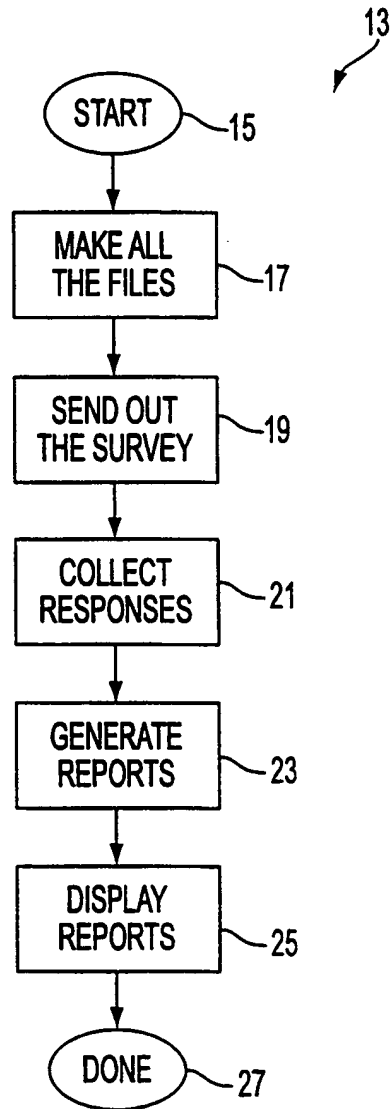 13
START
15
MAKE ALL
THE FILES
17
SEND OUT
THE SURVEY
19
COLLECT
RESPONSES
21
GENERATE
REPORTS
23
DISPLAY
REPORTS
25
DONE
27